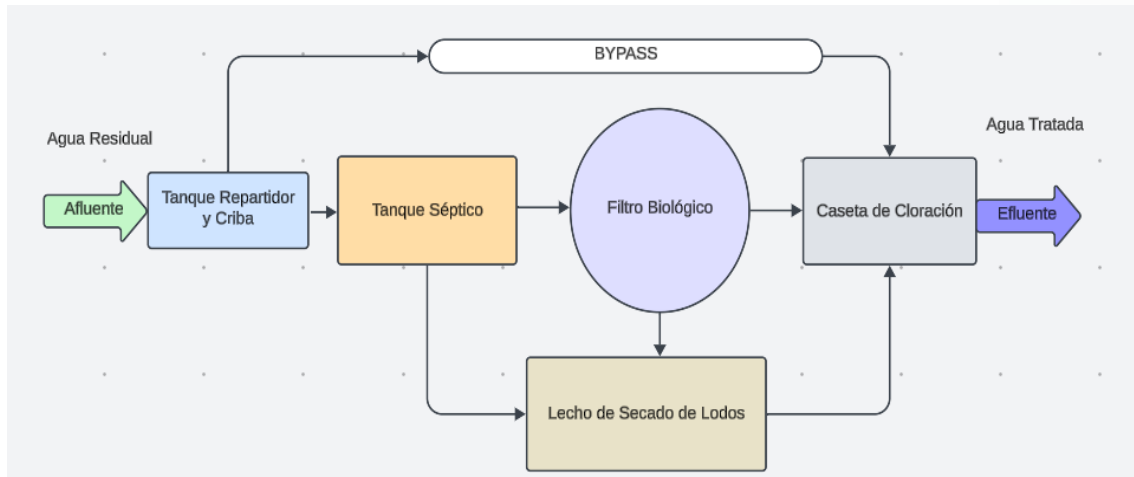 BYPASS
Agua Residual
Agua Tratada
Afluente
Tanque Repartidor
y Criba
Tanque Séptico
Filtro Biológico
Caseta de Cloración
Efluente
Lecho de Secado de Lodos